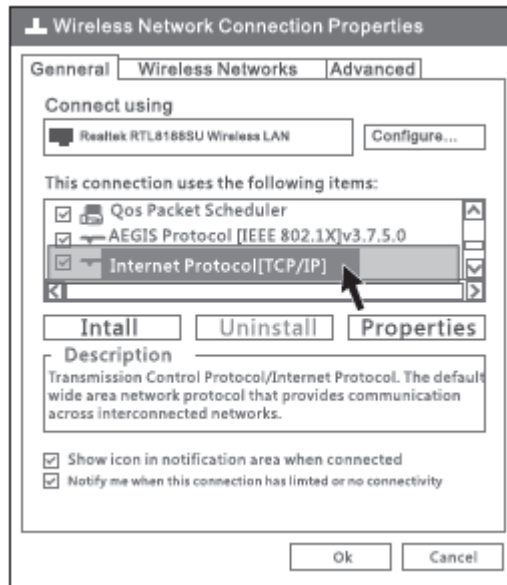 Wireless Network Connection Properties
Genneral Wireless Networks Advanced
Connect using
Realtek RTL8188SU Wireless LAN Configure...
This connection uses the following items:
Qos Packet Scheduler
AEGIS Protocol [IEEE 802.1X]v3.7.5.0
Internet Protocol[TCP/IP]
Intall Uninstall Properties
Description
Transmission Control Protocol/Internet Protocol. The default
wide area network protocol that provides communication
across interconnected networks.
Show icon in notification area when connected
Notify me when this connection has limted or no connectivity
Ok Cancel